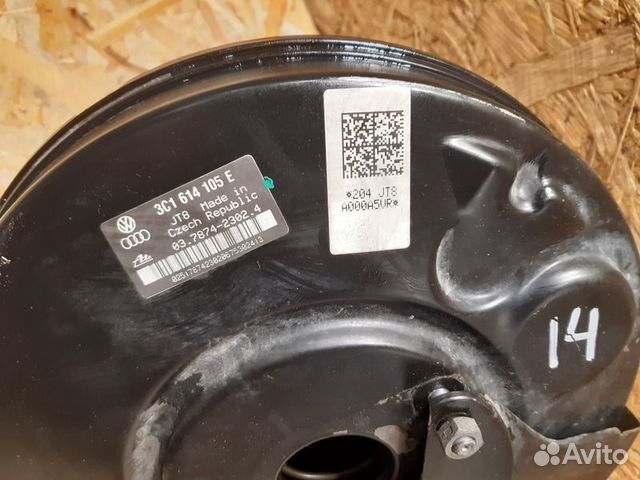 3C1 614 105 E
JT8 Made in
Czech Republic
03.7874-2302.4
*204 JT8
A000A5VR*
14
Avito